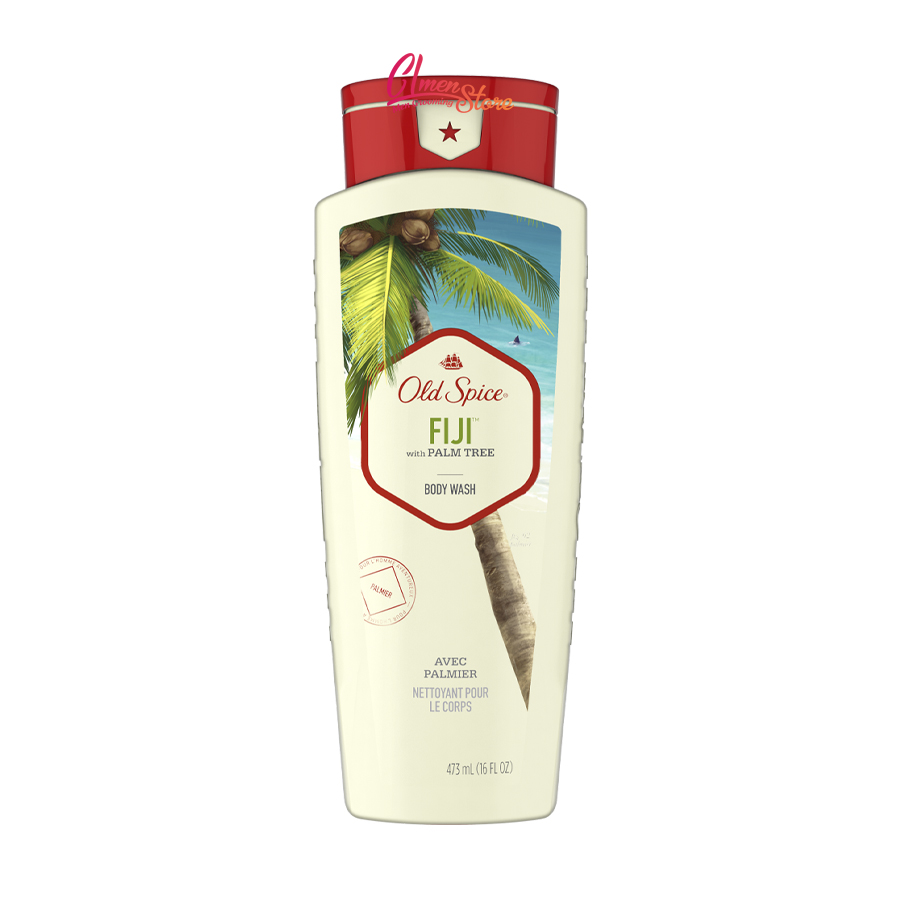 GImen
Store
Old Spice®
FIJI™
with PALM TREE
BODY WASH
PALMIER
AVEC
PALMIER
NETTOYANT POUR
LE CORPS
473 mL (16 FL OZ)